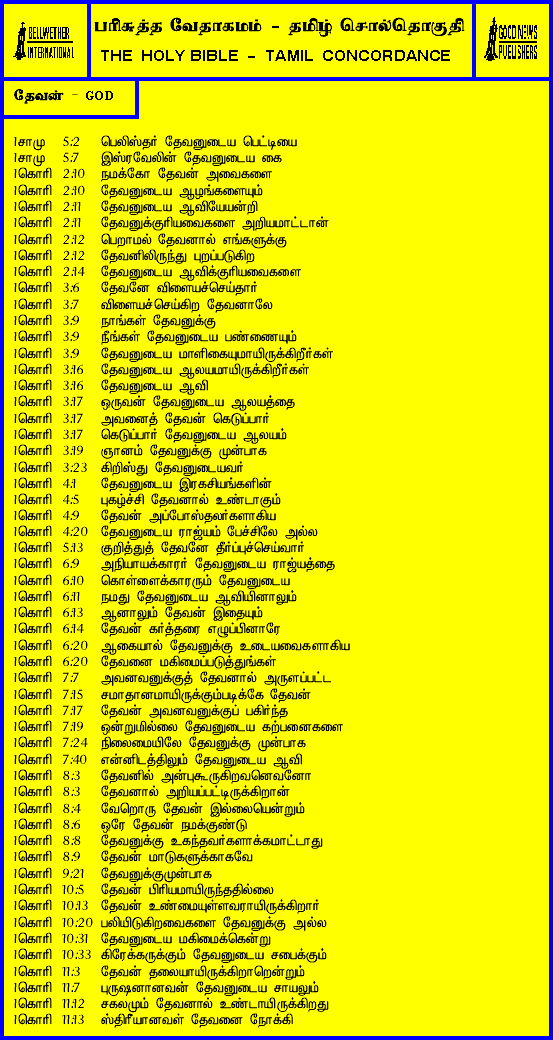 BELLWETHER
INTERNATIONAL
பரிசுத்த வேதாகமம் - தமிழ் சொல்தொகுதி
THE HOLY BIBLE - TAMIL CONCORDANCE
GOOD NEWS
PUBLISHERS
தேவன் - GOD
1சாமு 5:2 பெலிஸ்தர் தேவனுடைய பெட்டியை
1சாமு 5:7 இஸ்ரவேலின் தேவனுடைய கை
1கொரி 2:10 நமக்கோ தேவன் அவைகளை
1கொரி 2:10 தேவனுடைய ஆழங்களையும்
1கொரி 2:11 தேவனுடைய ஆவியேயன்றி
1கொரி 2:11 தேவனுக்குரியவைகளை அறியமாட்டான்
1கொரி 2:12 பெறாமல் தேவனால் எங்களுக்கு
1கொரி 2:12 தேவனிலிருந்து புறப்படுகிற
1கொரி 2:14 தேவனுடைய ஆவிக்குரியவைகளை
1கொரி 3:6 தேவனே விளையச்செய்தார்
1கொரி 3:7 விளையச்செய்கிற தேவனாலே
1கொரி 3:9 நாங்கள் தேவனுக்கு
1கொரி 3:9 நீங்கள் தேவனுடைய பண்ணையும்
1கொரி 3:9 தேவனுடைய மாளிகையுமாயிருக்கிறீர்கள்
1கொரி 3:16 தேவனுடைய ஆலயமாயிருக்கிறீர்கள்
1கொரி 3:16 தேவனுடைய ஆவி
1கொரி 3:17 ஒருவன் தேவனுடைய ஆலயத்தை
1கொரி 3:17 அவனைத் தேவன் கெடுப்பார்
1கொரி 3:17 கெடுப்பார் தேவனுடைய ஆலயம்
1கொரி 3:19 ஞானம் தேவனுக்கு முன்பாக
1கொரி 3:23 கிறிஸ்து தேவனுடையவர்
1கொரி 4:1 தேவனுடைய இரகசியங்களின்
1கொரி 4:5 புகழ்ச்சி தேவனால் உண்டாகும்
1கொரி 4:9 தேவன் அப்போஸ்தலர்களாகிய
1கொரி 4:20 தேவனுடைய ராஜ்யம் பேச்சிலே அல்ல
1கொரி 5:13 குறித்துத் தேவனே தீர்ப்புச்செய்வார்
1கொரி 6:9 அநியாயக்காரர் தேவனுடைய ராஜ்யத்தை
1கொரி 6:10 கொள்ளைக்காரரும் தேவனுடைய
1கொரி 6:11 நமது தேவனுடைய ஆவியினாலும்
1கொரி 6:13 ஆனாலும் தேவன் இதையும்
1கொரி 6:14 தேவன் கர்த்தரை எழுப்பினாரே
1கொரி 6:20 ஆகையால் தேவனுக்கு உடையவைகளாகிய
1கொரி 6:20 தேவனை மகிமைப்படுத்துங்கள்
1கொரி 7:7 அவனவனுக்குத் தேவனால் அருளப்பட்ட
1கொரி 7:15 சமாதானமாயிருக்கும்படிக்கே தேவன்
1கொரி 7:17 தேவன் அவனவனுக்குப் பகிர்ந்த
1கொரி 7:19 ஒன்றுமில்லை தேவனுடைய கற்பனைகளை
1கொரி 7:24 நிலைமையிலே தேவனுக்கு முன்பாக
1கொரி 7:40 என்னிடத்திலும் தேவனுடைய ஆவி
1கொரி 8:3 தேவனில் அன்புகூருகிறவனெவனோ
1கொரி 8:3 தேவனால் அறியப்பட்டிருக்கிறான்
1கொரி 8:4 வேறொரு தேவன் இல்லையென்றும்
1கொரி 8:6 ஒரே தேவன் நமக்குண்டு
1கொரி 8:8 தேவனுக்கு உகந்தவர்களாக்கமாட்டாது
1கொரி 8:9 தேவன் மாடுகளுக்காகவே
1கொரி 9:21 தேவனுக்குமுன்பாக
1கொரி 10:5 தேவன் பிரியமாயிருந்ததில்லை
1கொரி 10:13 தேவன் உண்மையுள்ளவராயிருக்கிறார்
1கொரி 10:20 பலியிடுகிறவைகளை தேவனுக்கு அல்ல
1கொரி 10:31 தேவனுடைய மகிமைக்கென்று
1கொரி 10:33 கிரேக்கருக்கும் தேவனுடைய சபைக்கும்
1கொரி 11:3 தேவன் தலையாயிருக்கிறாறென்றும்
1கொரி 11:7 புருஷனானவன் தேவனுடைய சாயலும்
1கொரி 11:12 சகலமும் தேவனால் உண்டாயிருக்கிறது
1கொரி 11:13 ஸ்திரீயானவள் தேவனை நோக்கி